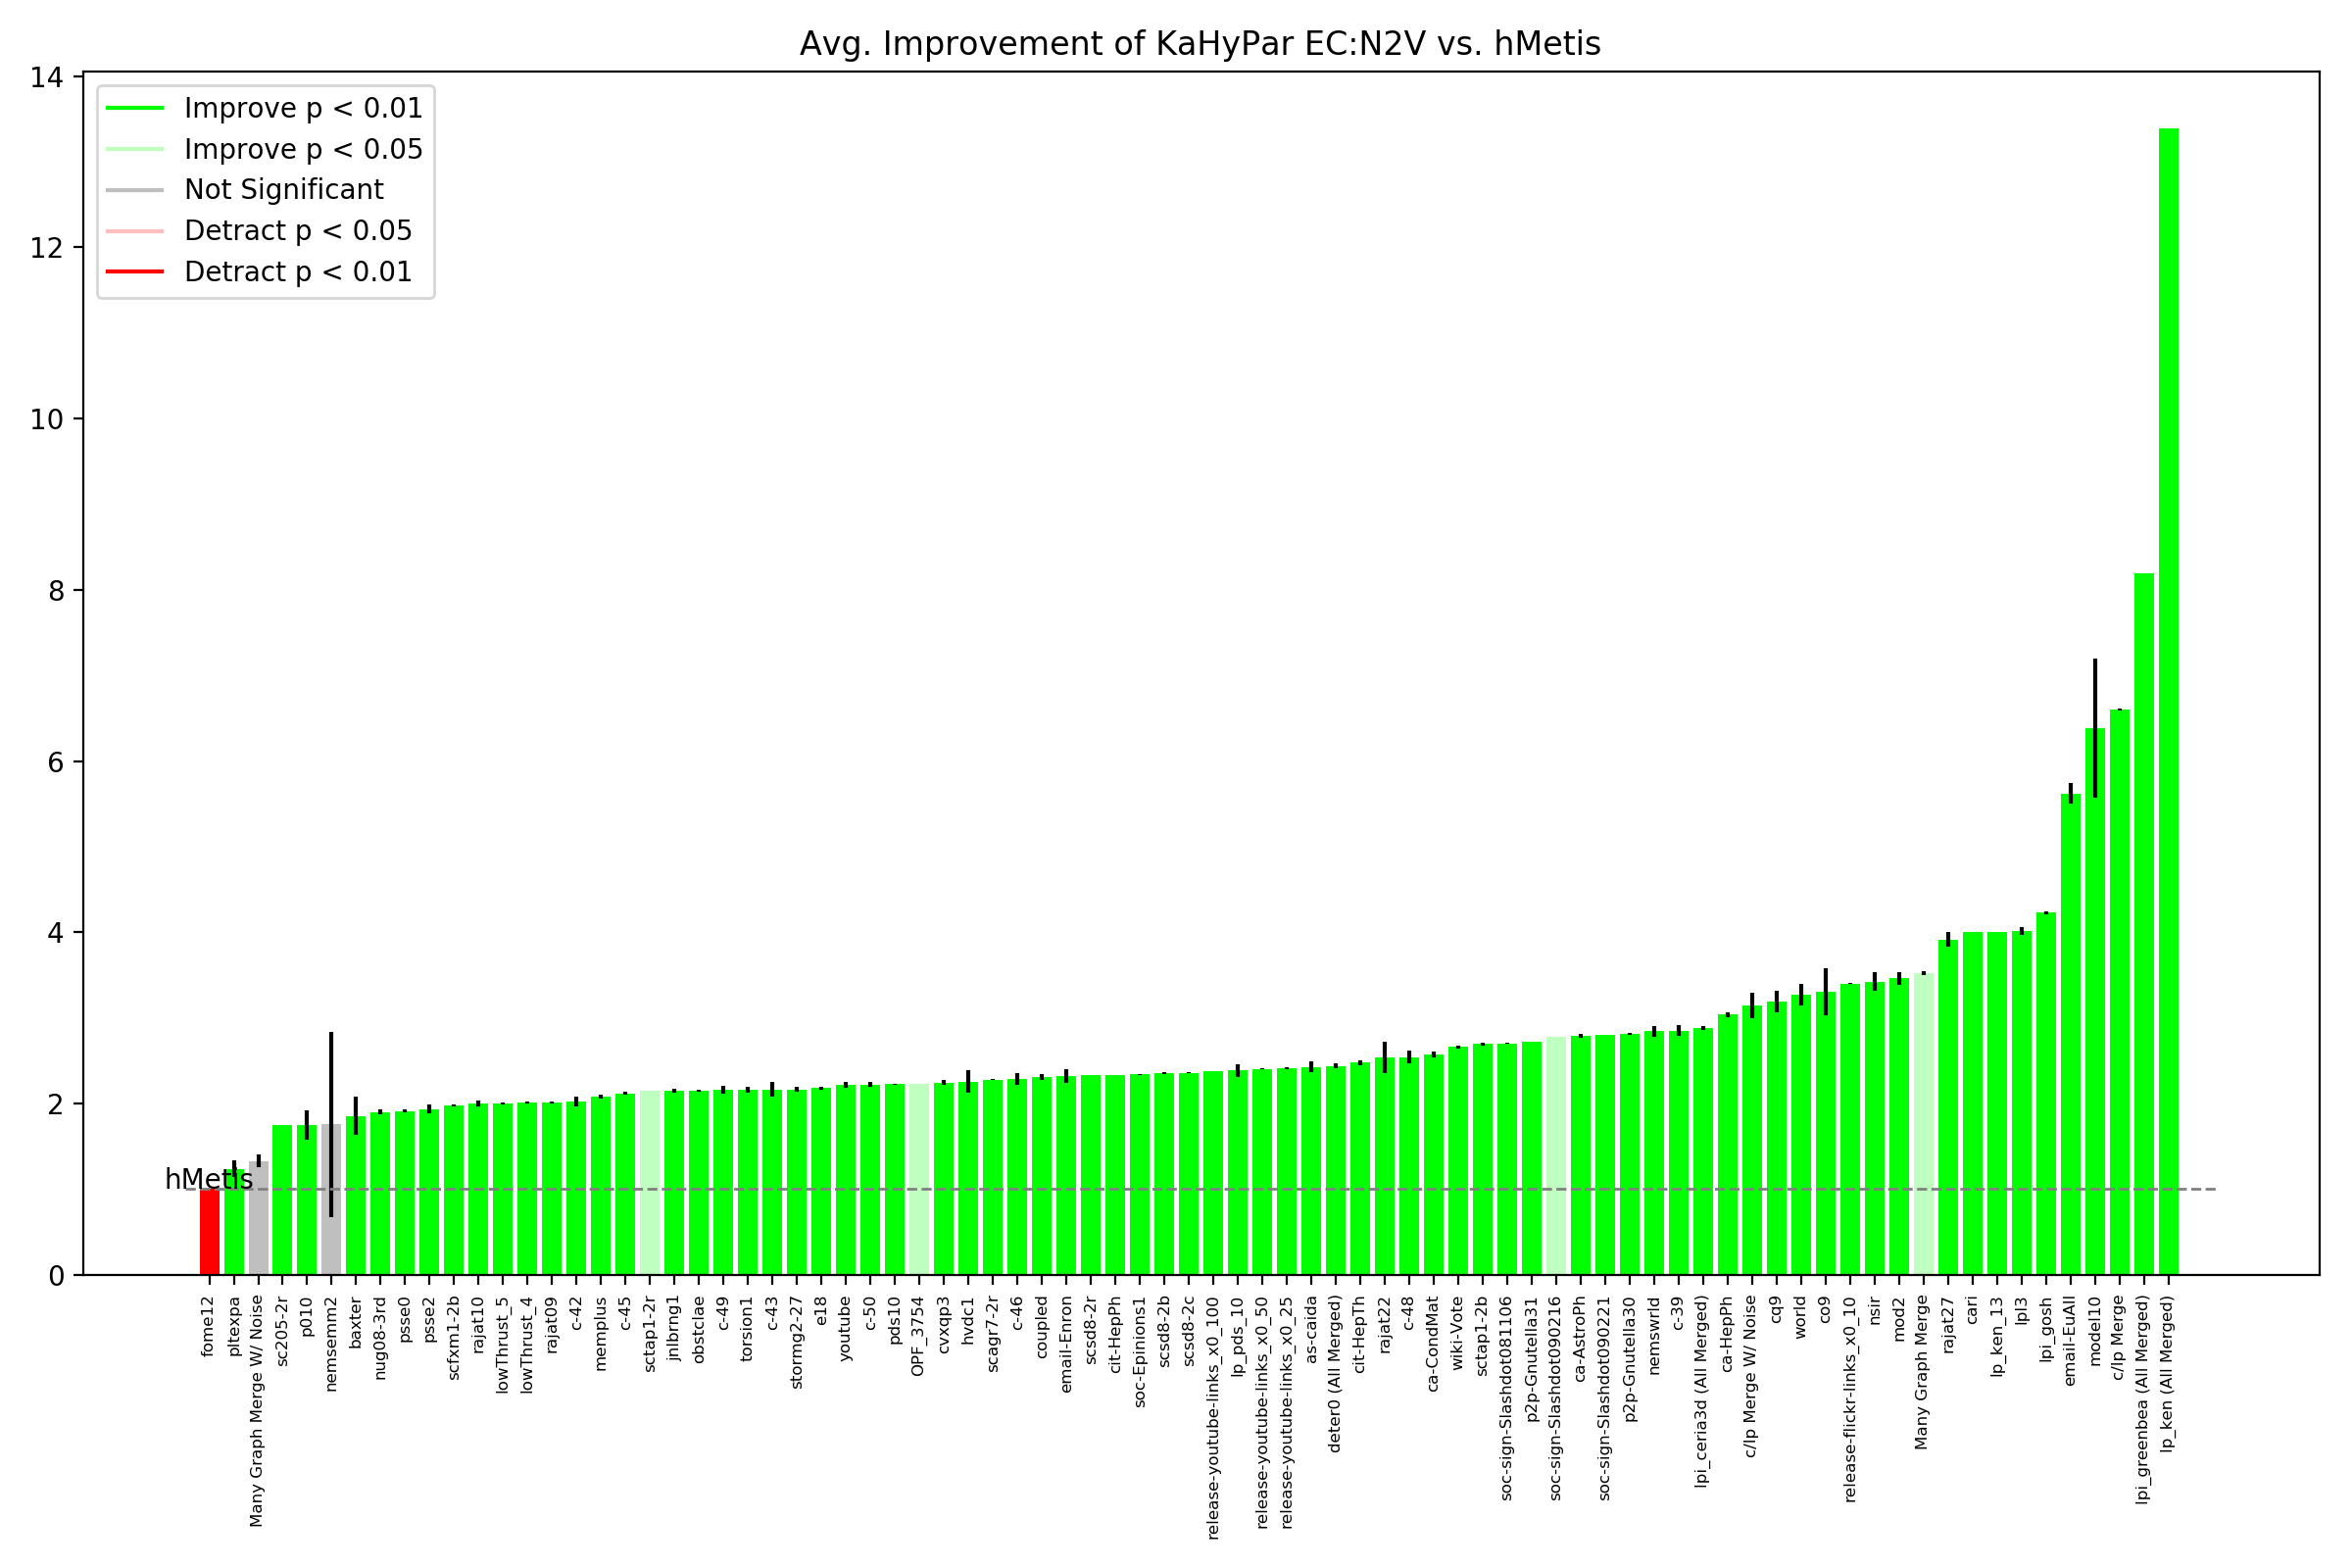 Avg. Improvement of KaHyPar EC:N2V vs. hMetis
14
12
10
8
6
4
2
0
Improve p < 0.01
Improve p < 0.05
Not Significant
Detract p < 0.05
Detract p < 0.01
hMetis
fome12
pltexpa
Many Graph Merge W/ Noise
sc205-2r
p010
nemsemm2
baxter
nug08-3rd
psse0
psse2
scfxm1-2b
rajat10
lowThrust_5
lowThrust_4
rajat09
c-42
memplus
c-45
sctap1-2r
jnlbrng1
obstclae
c-49
torsion1
c-43
stormg2-27
e18
youtube
c-50
pds10
OPF_3754
cvxqp3
hvdc1
scagr7-2r
c-46
coupled
email-Enron
scsd8-2r
cit-HepPh
soc-Epinions1
scsd8-2b
scsd8-2c
release-youtube-links_x0_100
lp_pds_10
release-youtube-links_x0_50
release-youtube-links_x0_25
as-caida
deter0 (All Merged)
cit-HepTh
rajat22
c-48
ca-CondMat
wiki-Vote
sctap1-2b
soc-sign-Slashdot081106
p2p-Gnutella31
soc-sign-Slashdot090216
ca-AstroPh
soc-sign-Slashdot090221
p2p-Gnutella30
nemswrld
c-39
lpi_ceria3d (All Merged)
ca-HepPh
c/lp Merge W/ Noise
cq9
world
co9
release-flickr-links_x0_10
nsir
mod2
Many Graph Merge
rajat27
cari
lp_ken_13
lpl3
lpi_gosh
email-EuAll
model10
c/lp Merge
lpi_greenbea (All Merged)
lp_ken (All Merged)